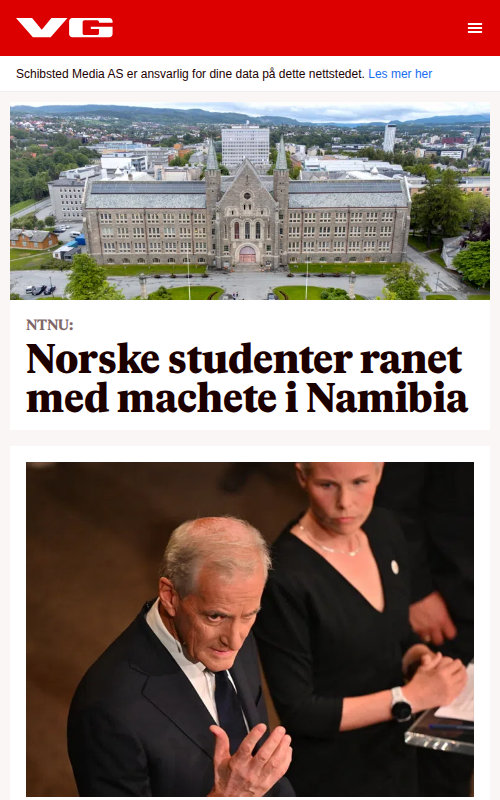 VG
Schibsted Media AS er ansvarlig for dine data på dette nettstedet. Les mer her
NTNU:
Norske studenter ranet
med machete i Namibia